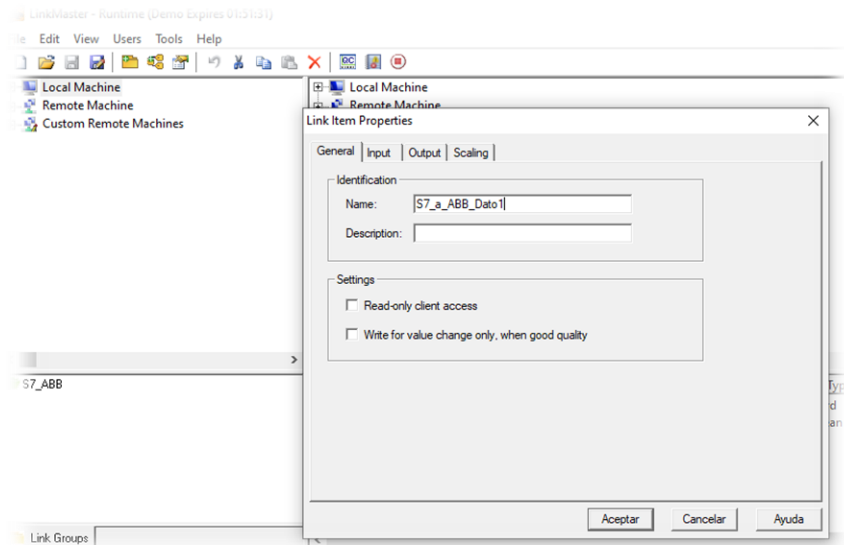 LinkMaster - Runtime (Demo Expires 01:51:31)
Edit View Users Tools Help
Local Machine
Remote Machine
Custom Remote Machines
Local Machine
Remote Machine
Link Item Properties
General Input Output Scaling
Identification
Name: S7_a_ABB_Dato1
Description:
Settings
Read-only client access
Write for value change only, when good quality
S7_ABB
Aceptar Cancelar Ayuda
Link Groups